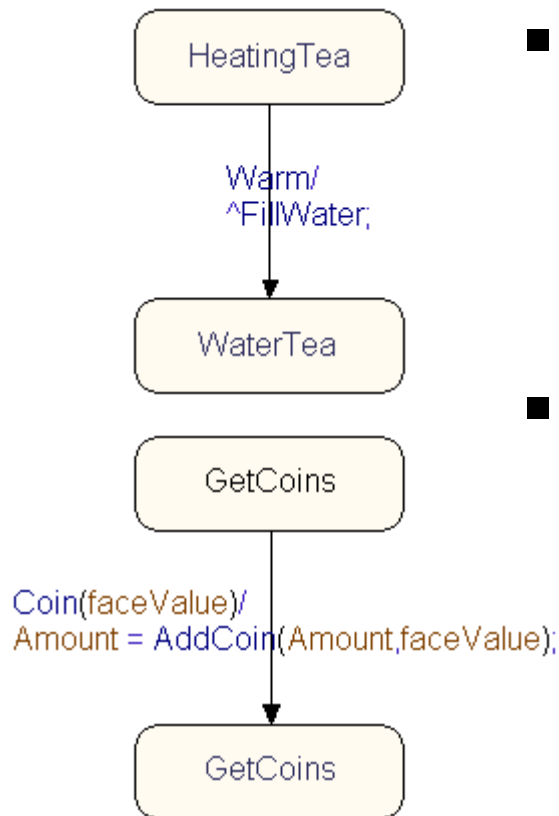 HeatingTea
Warm/
^FillWater;
WaterTea
GetCoins
Coin(faceValue)/
Amount = AddCoin(Amount,faceValue);
GetCoins